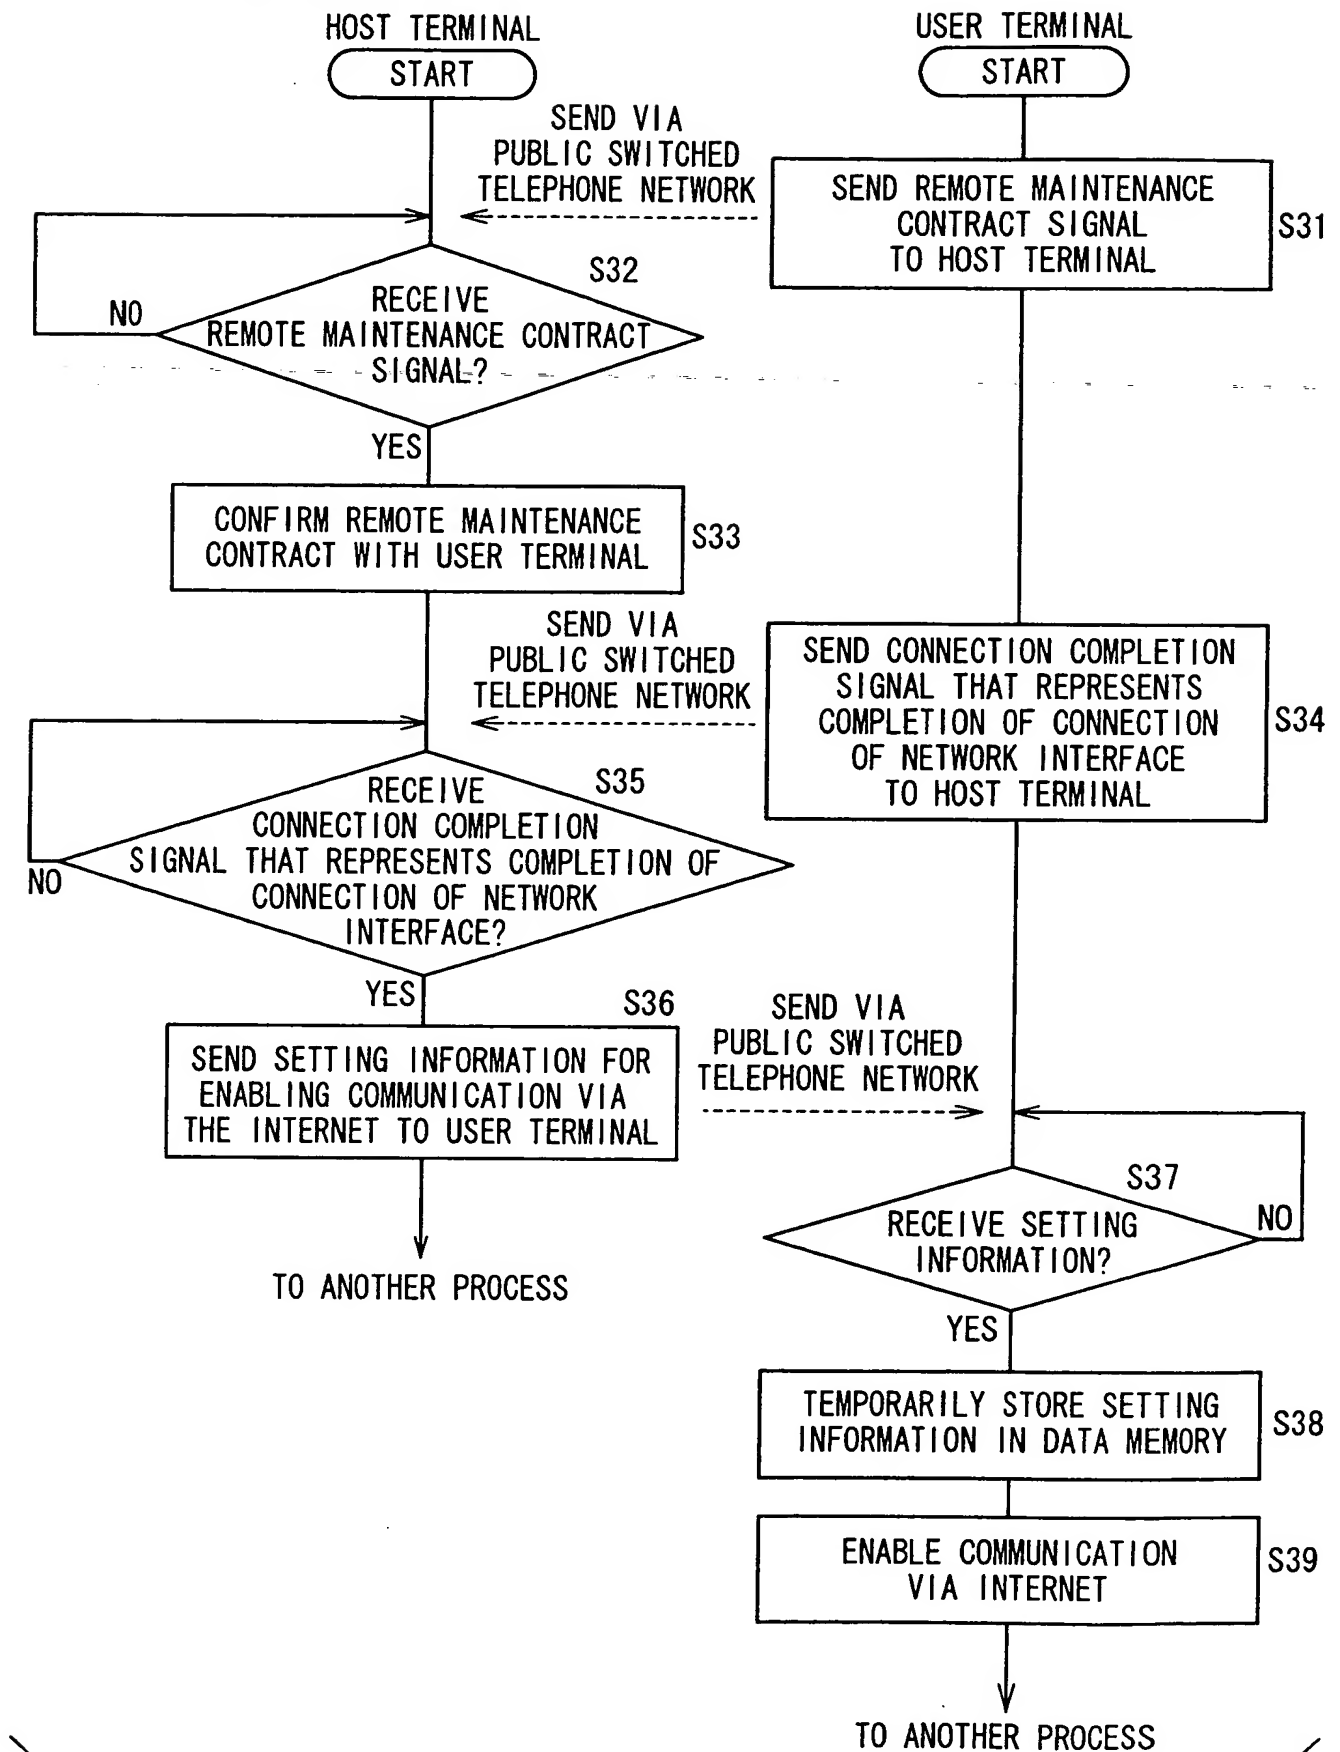 HOST TERMINAL
START
USER TERMINAL
START
SEND VIA
PUBLIC SWITCHED
TELEPHONE NETWORK
SEND REMOTE MAINTENANCE
CONTRACT SIGNAL
TO HOST TERMINAL
S31
S32
RECEIVE
REMOTE MAINTENANCE CONTRACT
SIGNAL?
NO
YES
CONFIRM REMOTE MAINTENANCE
CONTRACT WITH USER TERMINAL
S33
SEND VIA
PUBLIC SWITCHED
TELEPHONE NETWORK
SEND CONNECTION COMPLETION
SIGNAL THAT REPRESENTS
COMPLETION OF CONNECTION
OF NETWORK INTERFACE
TO HOST TERMINAL
S34
S35
RECEIVE
CONNECTION COMPLETION
SIGNAL THAT REPRESENTS COMPLETION OF
CONNECTION OF NETWORK
INTERFACE?
NO
YES
S36
SEND SETTING INFORMATION FOR
ENABLING COMMUNICATION VIA
THE INTERNET TO USER TERMINAL
SEND VIA
PUBLIC SWITCHED
TELEPHONE NETWORK
TO ANOTHER PROCESS
S37
RECEIVE SETTING
INFORMATION?
NO
YES
TEMPORARILY STORE SETTING
INFORMATION IN DATA MEMORY
S38
ENABLE COMMUNICATION
VIA INTERNET
S39
TO ANOTHER PROCESS